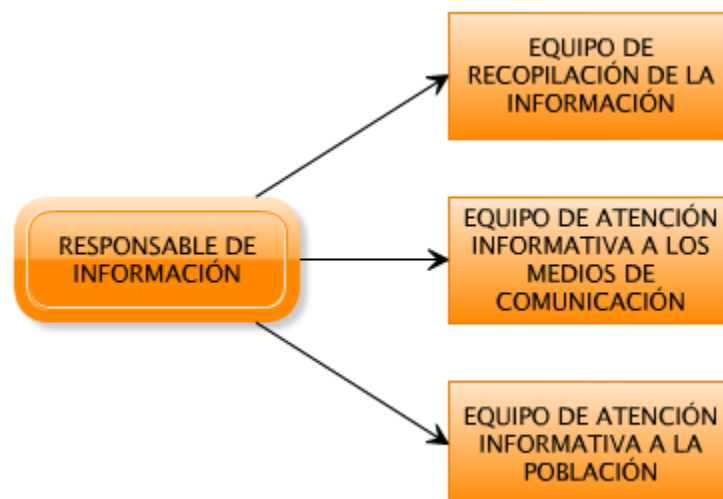 EQUIPO DE
RECOPILACIÓN DE LA
INFORMACIÓN
RESPONSABLE DE
INFORMACIÓN
EQUIPO DE ATENCIÓN
INFORMATIVA A LOS
MEDIOS DE
COMUNICACIÓN
EQUIPO DE ATENCIÓN
INFORMATIVA A LA
POBLACIÓN